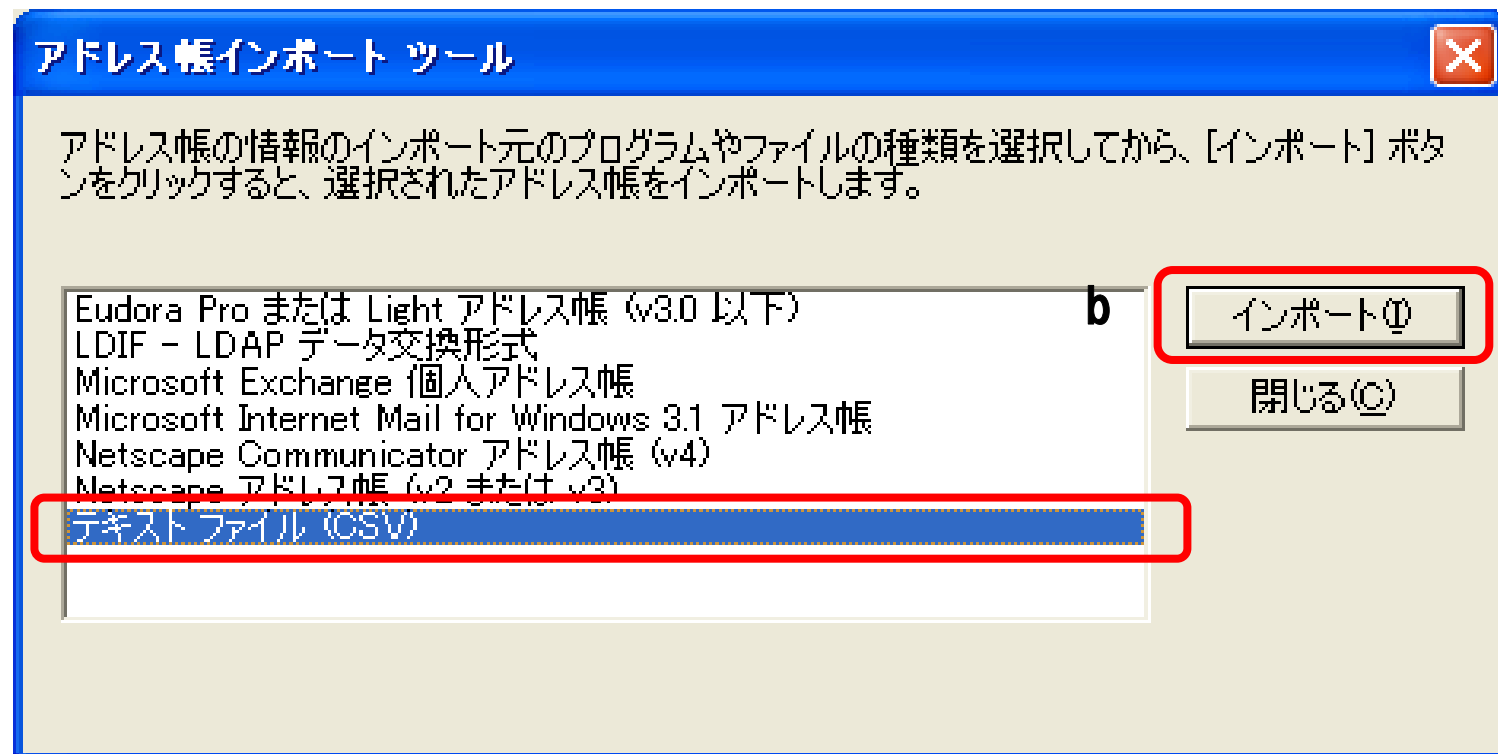 アドレス帳インポート ツール
アドレス帳の情報のインポート元のプログラムやファイルの種類を選択してから、[インポート] ボタ
ンをクリックすると、選択されたアドレス帳をインポートします。
Eudora Pro または Light アドレス帳 (v3.0 以下)
LDIF - LDAP データ交換形式
Microsoft Exchange 個人アドレス帳
Microsoft Internet Mail for Windows 3.1 アドレス帳
Netscape Communicator アドレス帳 (v4)
Netscape アドレス帳 (v2 または v3)
テキスト ファイル (CSV)
b
インポート(I)
閉じる(C)